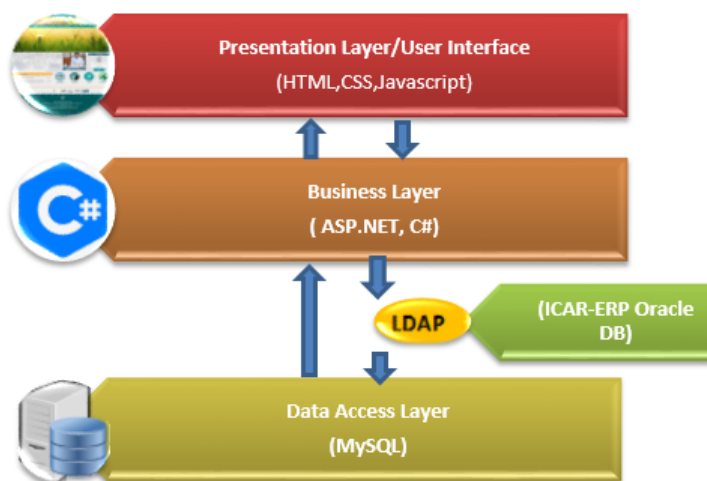 Presentation Layer/User Interface
(HTML,CSS,Javascript)
C#
Business Layer
( ASP.NET, C#)
LDAP
(ICAR-ERP Oracle
DB)
Data Access Layer
(MySQL)